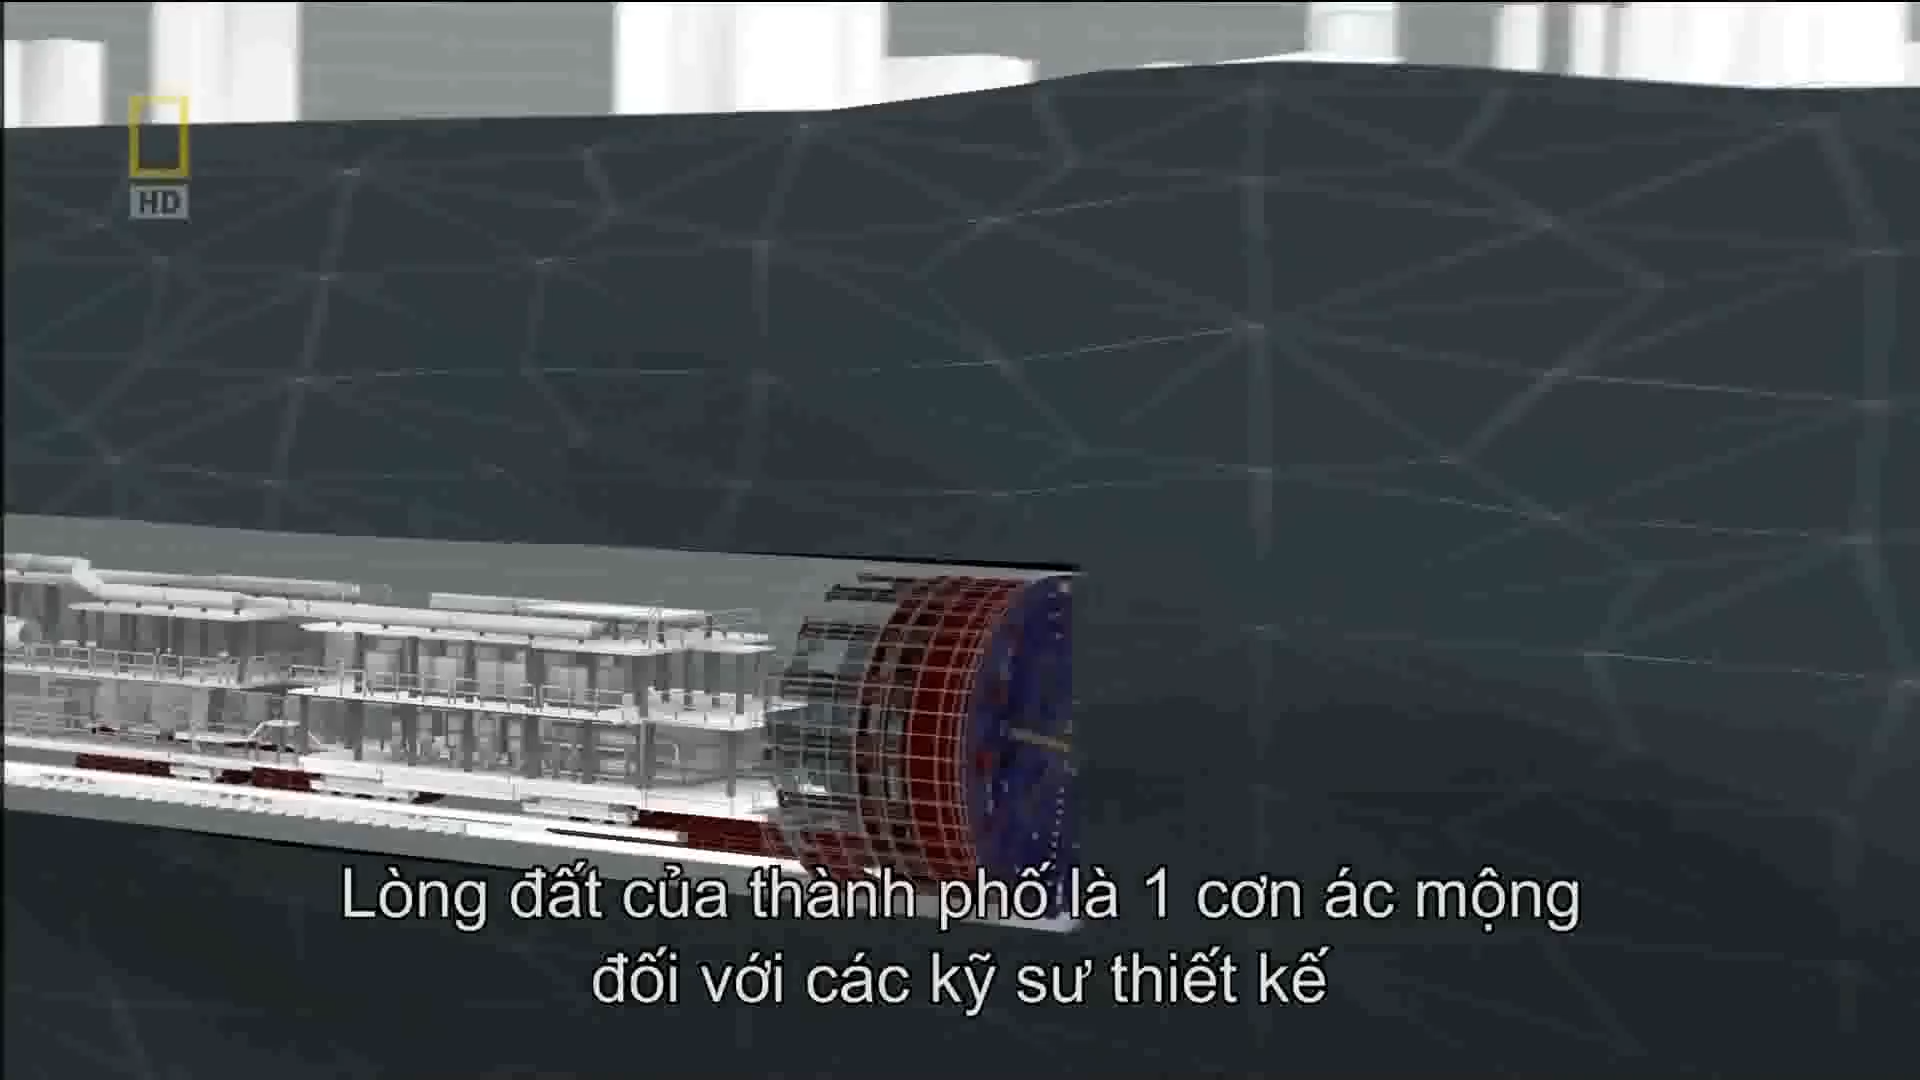 HD
Lòng đất của thành phố là 1 cơn ác mộng
đối với các kỹ sư thiết kế